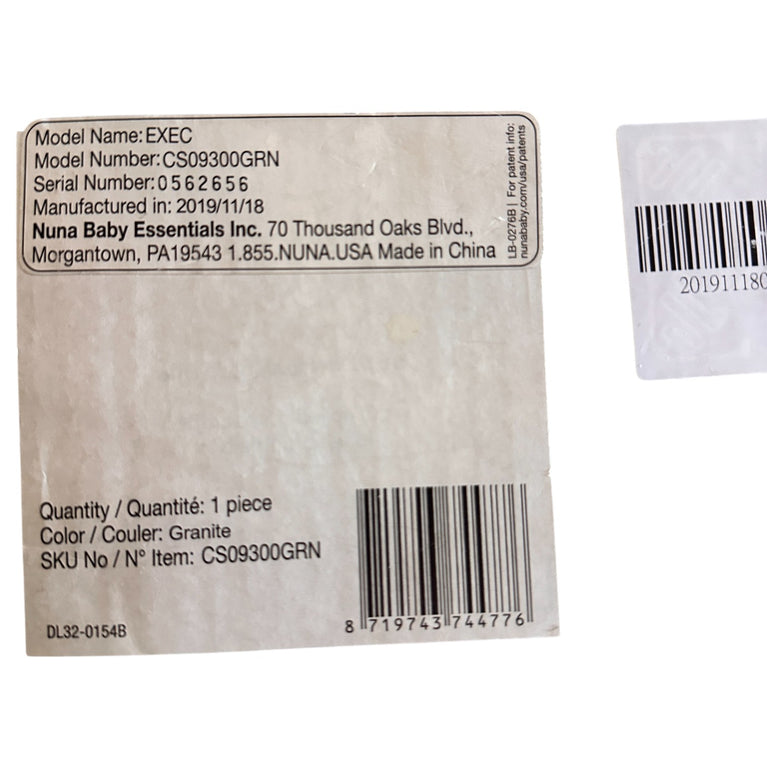 Model Name: EXEC
Model Number: CS09300GRN
Serial Number: 0562656
Manufactured in: 2019/11/18
Nuna Baby Essentials Inc. 70 Thousand Oaks Blvd.,
Morgantown, PA19543 1.855.NUNA.USA Made in China
LB-0276B | For patent info:
nunababy.com/usa/patents
Quantity / Quantité: 1 piece
Color / Couler: Granite
SKU No / N° Item: CS09300GRN
DL32-0154B
8 719743 744776
201911180